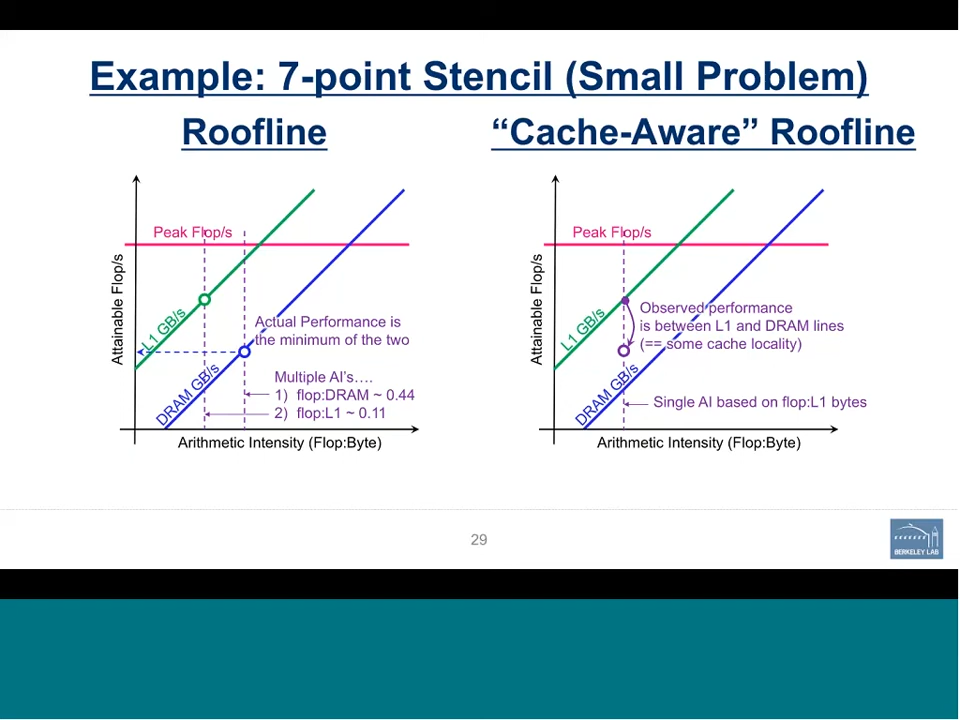 Example: 7-point Stencil (Small Problem)
Roofline
“Cache-Aware” Roofline
Peak Flop/s
Attainable Flop/s
L1 GB/s
DRAM GB/s
Actual Performance is
the minimum of the two
Multiple AI’s….
1) flop:DRAM ~ 0.44
2) flop:L1 ~ 0.11
Arithmetic Intensity (Flop:Byte)
Peak Flop/s
Attainable Flop/s
L1 GB/s
DRAM GB/s
Observed performance
is between L1 and DRAM lines
(== some cache locality)
Single AI based on flop:L1 bytes
Arithmetic Intensity (Flop:Byte)
29
BERKELEY LAB